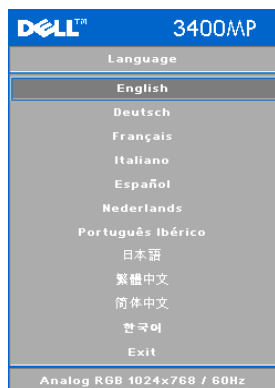 DELL™ 3400MP
Language
English
Deutsch
Français
Italiano
Español
Nederlands
Português Ibérico
日本語
繁體中文
简体中文
한국어
Exit
Analog RGB 1024x768 / 60Hz